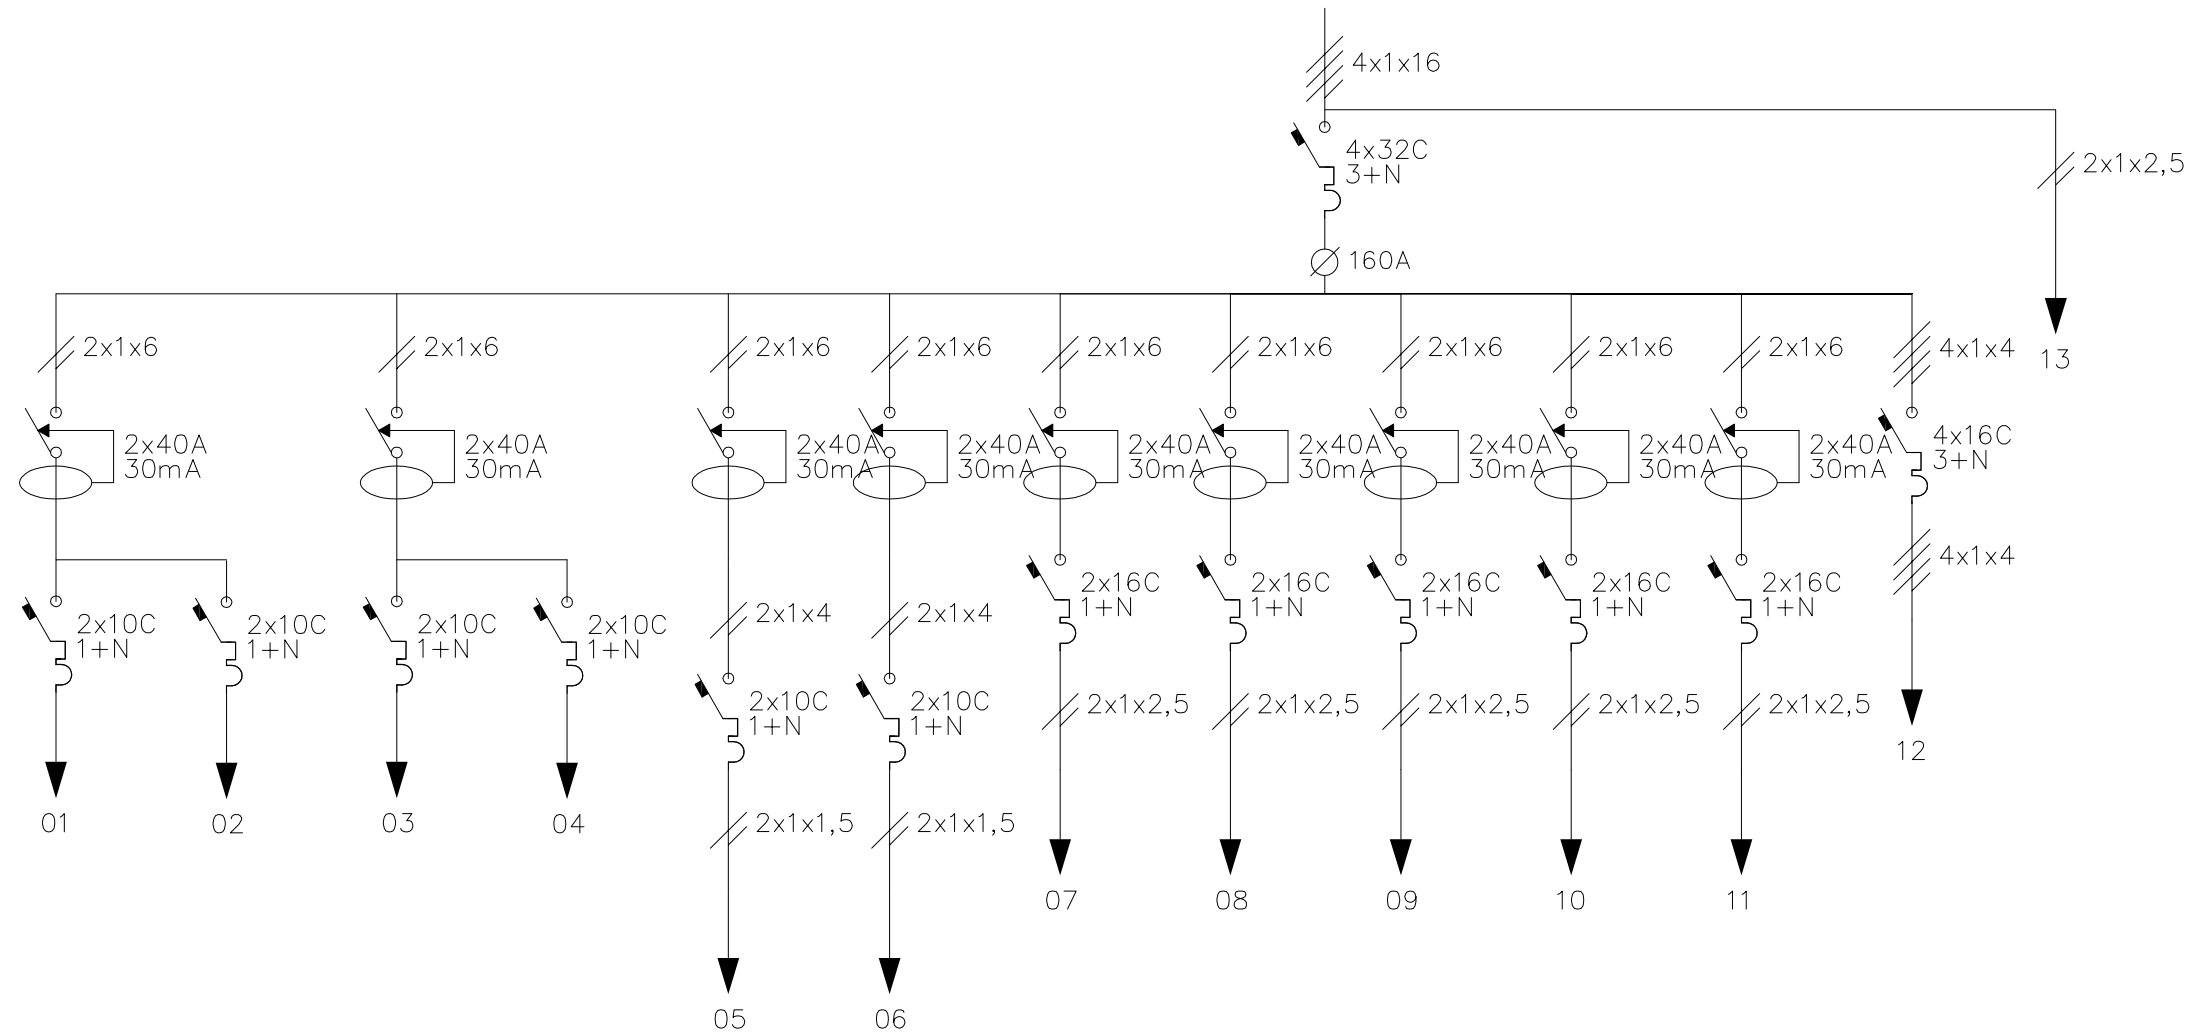 4x1x16
4x32C
3+N
2x1x2,5
160A
2x1x6
2x1x6
2x1x6
2x1x6
2x1x6
2x1x6
2x1x6
2x1x6
2x1x6
4x1x4
13
2x40A
30mA
2x40A
30mA
2x40A
30mA
2x40A
30mA
2x40A
30mA
2x40A
30mA
2x40A
30mA
2x40A
30mA
2x40A
30mA
4x16C
3+N
4x1x4
2x16C
1+N
2x16C
1+N
2x16C
1+N
2x16C
1+N
2x16C
1+N
2x10C
1+N
2x10C
1+N
2x10C
1+N
2x10C
1+N
2x1x4
2x1x4
2x10C
1+N
2x10C
1+N
2x1x2,5
2x1x2,5
2x1x2,5
2x1x2,5
2x1x2,5
12
01
02
03
04
2x1x1,5
2x1x1,5
07
08
09
10
11
05
06